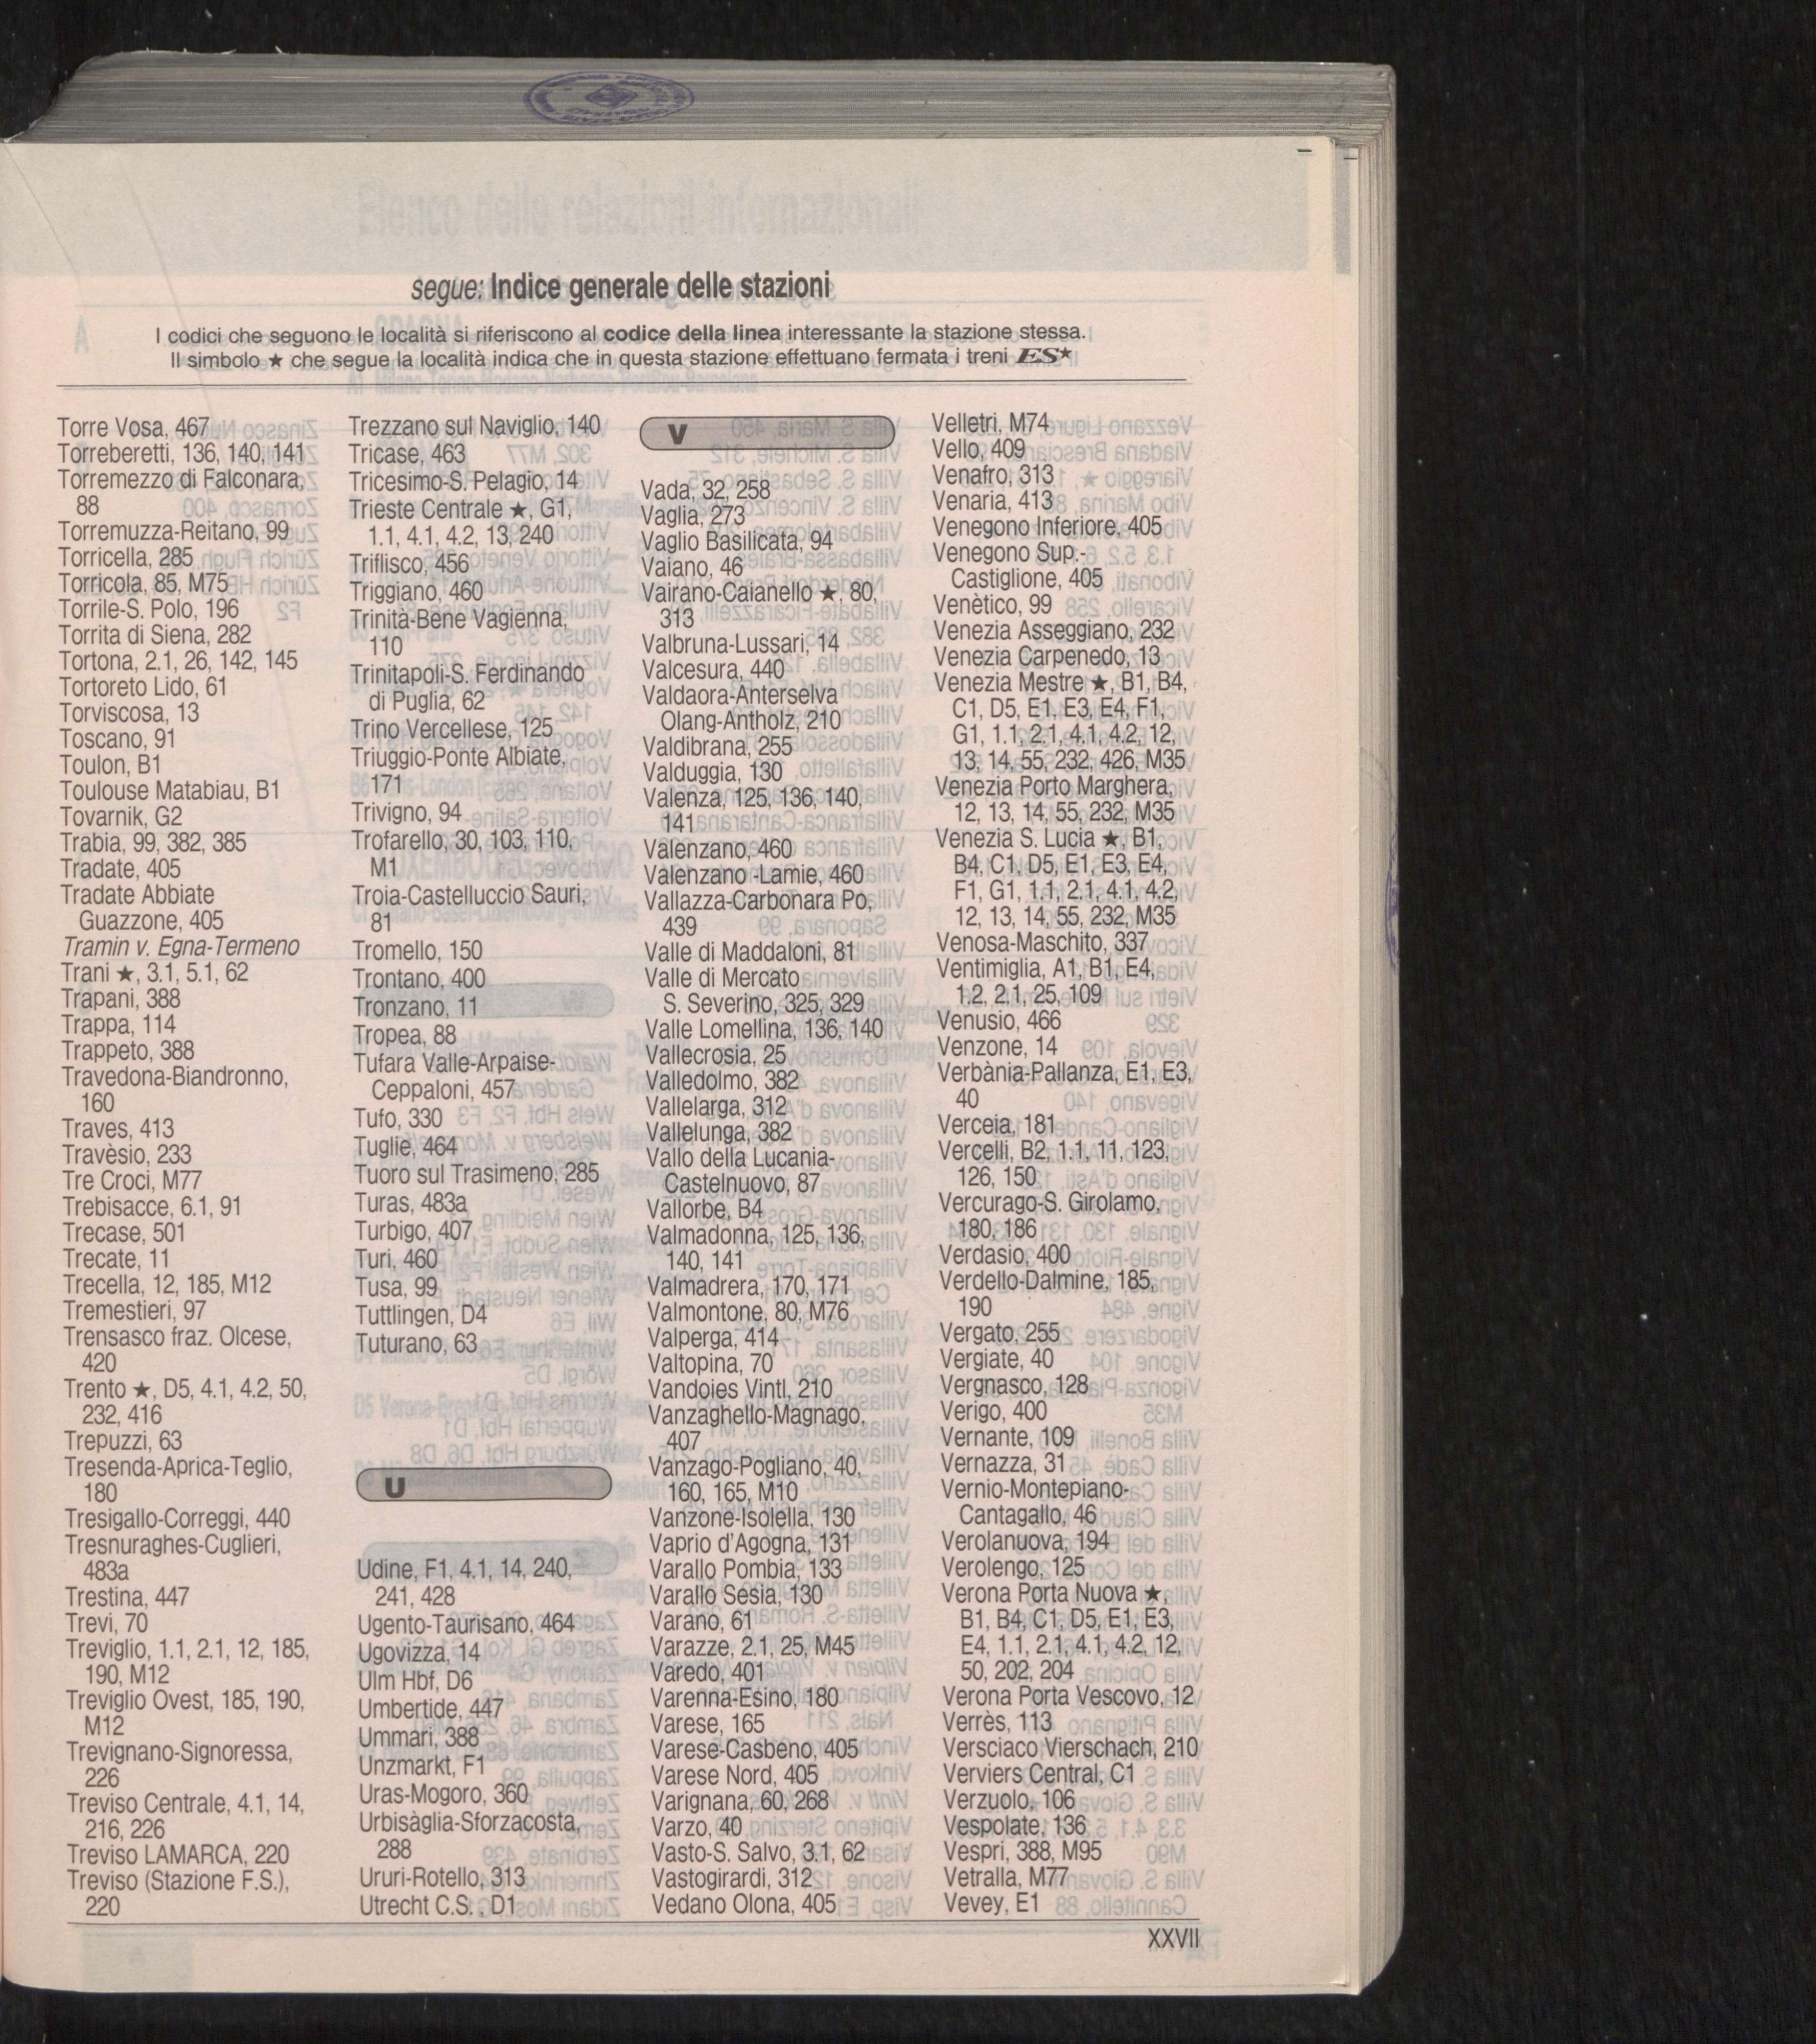 segue: Indice generale delle stazioni
I codici che seguono le località si riferiscono al codice della linea interessante la stazione stessa.
Il simbolo ★ che segue la località indica che in questa stazione effettuano fermata i treni ES★
Torre Vosa, 467
Torreberetti, 136, 140, 141
Torremezzo di Falconara,
88
Torremuzza-Reitano, 99
Torricella, 285
Torricola, 85, M75
Torrile-S. Polo, 196
Torrita di Siena, 282
Tortona, 2.1, 26, 142, 145
Tortoreto Lido, 61
Torviscosa, 13
Toscano, 91
Toulon, B1
Toulouse Matabiau, B1
Tovarnik, G2
Trabia, 99, 382, 385
Tradate, 405
Tradate Abbiate
Guazzone, 405
Tramin v. Egna-Termeno
Trani ★, 3.1, 5.1, 62
Trapani, 388
Trappa, 114
Trappeto, 388
Travedona-Biandronno,
160
Traves, 413
Travèsio, 233
Tre Croci, M77
Trebisacce, 6.1, 91
Trecase, 501
Trecate, 11
Trecella, 12, 185, M12
Tremestieri, 97
Trensasco fraz. Olcese,
420
Trento ★, D5, 4.1, 4.2, 50,
232, 416
Trepuzzi, 63
Tresenda-Aprica-Teglio,
180
Tresigallo-Correggi, 440
Tresnuraghes-Cuglieri,
483a
Trestina, 447
Trevi, 70
Treviglio, 1.1, 2.1, 12, 185,
190, M12
Treviglio Ovest, 185, 190,
M12
Trevignano-Signoressa,
226
Treviso Centrale, 4.1, 14,
216, 226
Treviso LAMARCA, 220
Treviso (Stazione F.S.),
220
Trezzano sul Naviglio, 140
Tricase, 463
Tricesimo-S. Pelagio, 14
Trieste Centrale ★, G1,
1.1, 4.1, 4.2, 13, 240
Triflisco, 456
Triggiano, 460
Trinità-Bene Vagienna,
110
Trinitapoli-S. Ferdinando
di Puglia, 62
Trino Vercellese, 125
Triuggio-Ponte Albiate,
171
Trivigno, 94
Trofarello, 30, 103, 110,
M1
Troia-Castelluccio Sauri,
81
Tromello, 150
Trontano, 400
Tronzano, 11
Tropea, 88
Tufara Valle-Arpaise-
Ceppaloni, 457
Tufo, 330
Tuglie, 464
Tuoro sul Trasimeno, 285
Turas, 483a
Turbigo, 407
Turi, 460
Tusa, 99
Tuttlingen, D4
Tuturano, 63
U
Udine, F1, 4.1, 14, 240,
241, 428
Ugento-Taurisano, 464
Ugovizza, 14
Ulm Hbf, D6
Umbertide, 447
Ummari, 388
Unzmarkt, F1
Uras-Mogoro, 360
Urbisàglia-Sforzacosta,
288
Ururi-Rotello, 313
Utrecht C.S. , D1
V
Vada, 32, 258
Vaglia, 273
Vaglio Basilicata, 94
Vaiano, 46
Vairano-Caianello ★, 80,
313
Valbruna-Lussari, 14
Valcesura, 440
Valdaora-Anterselva
Olang-Antholz, 210
Valdibrana, 255
Valduggia, 130
Valenza, 125, 136, 140,
141
Valenzano, 460
Valenzano -Lamie, 460
Vallazza-Carbonara Po,
439
Valle di Maddaloni, 81
Valle di Mercato
S. Severino, 325, 329
Valle Lomellina, 136, 140
Vallecrosia, 25
Valledolmo, 382
Vallelarga, 312
Vallelunga, 382
Vallo della Lucania-
Castelnuovo, 87
Vallorbe, B4
Valmadonna, 125, 136,
140, 141
Valmadrera, 170, 171
Valmontone, 80, M76
Valperga, 414
Valtopina, 70
Vandoies Vintl, 210
Vanzaghello-Magnago,
407
Vanzago-Pogliano, 40,
160, 165, M10
Vanzone-Isolella, 130
Vaprio d'Agogna, 131
Varallo Pombia, 133
Varallo Sesia, 130
Varano, 61
Varazze, 2.1, 25, M45
Varedo, 401
Varenna-Esino, 180
Varese, 165
Varese-Casbeno, 405
Varese Nord, 405
Varignana, 60, 268
Varzo, 40
Vasto-S. Salvo, 3.1, 62
Vastogirardi, 312
Vedano Olona, 405
Velletri, M74
Vello, 409
Venafro, 313
Venaria, 413
Venegono Inferiore, 405
Venegono Sup.-
Castiglione, 405
Venètico, 99
Venezia Asseggiano, 232
Venezia Carpenedo, 13
Venezia Mestre ★, B1, B4,
C1, D5, E1, E3, E4, F1,
G1, 1.1, 2.1, 4.1, 4.2, 12,
13, 14, 55, 232, 426, M35
Venezia Porto Marghera,
12, 13, 14, 55, 232, M35
Venezia S. Lucia ★, B1,
B4, C1, D5, E1, E3, E4,
F1, G1, 1.1, 2.1, 4.1, 4.2,
12, 13, 14, 55, 232, M35
Venosa-Maschito, 337
Ventimiglia, A1, B1, E4,
1.2, 2.1, 25, 109
Venusio, 466
Venzone, 14
Verbània-Pallanza, E1, E3,
40
Verceia, 181
Vercelli, B2, 1.1, 11, 123,
126, 150
Vercurago-S. Girolamo,
180, 186
Verdasio, 400
Verdello-Dalmine, 185,
190
Vergato, 255
Vergiate, 40
Vergnasco, 128
Verigo, 400
Vernante, 109
Vernazza, 31
Vernio-Montepiano-
Cantagallo, 46
Verolanuova, 194
Verolengo, 125
Verona Porta Nuova ★,
B1, B4, C1, D5, E1, E3,
E4, 1.1, 2.1, 4.1, 4.2, 12,
50, 202, 204
Verona Porta Vescovo, 12
Verrès, 113
Versciaco Vierschach, 210
Verviers Central, C1
Verzuolo, 106
Vespolate, 136
Vespri, 388, M95
Vetralla, M77
Vevey, E1
XXVII